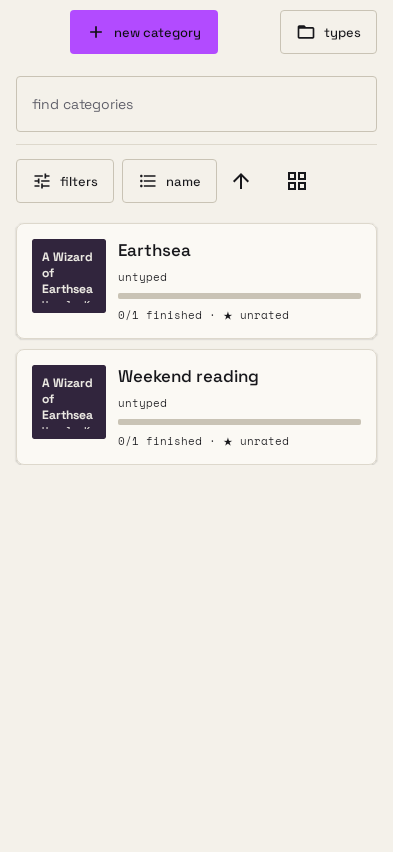 new category
types
find categories
filters
name
A Wizard
of
Earthsea
Earthsea
untyped
0/1 finished · ★ unrated
A Wizard
of
Earthsea
Weekend reading
untyped
0/1 finished · ★ unrated